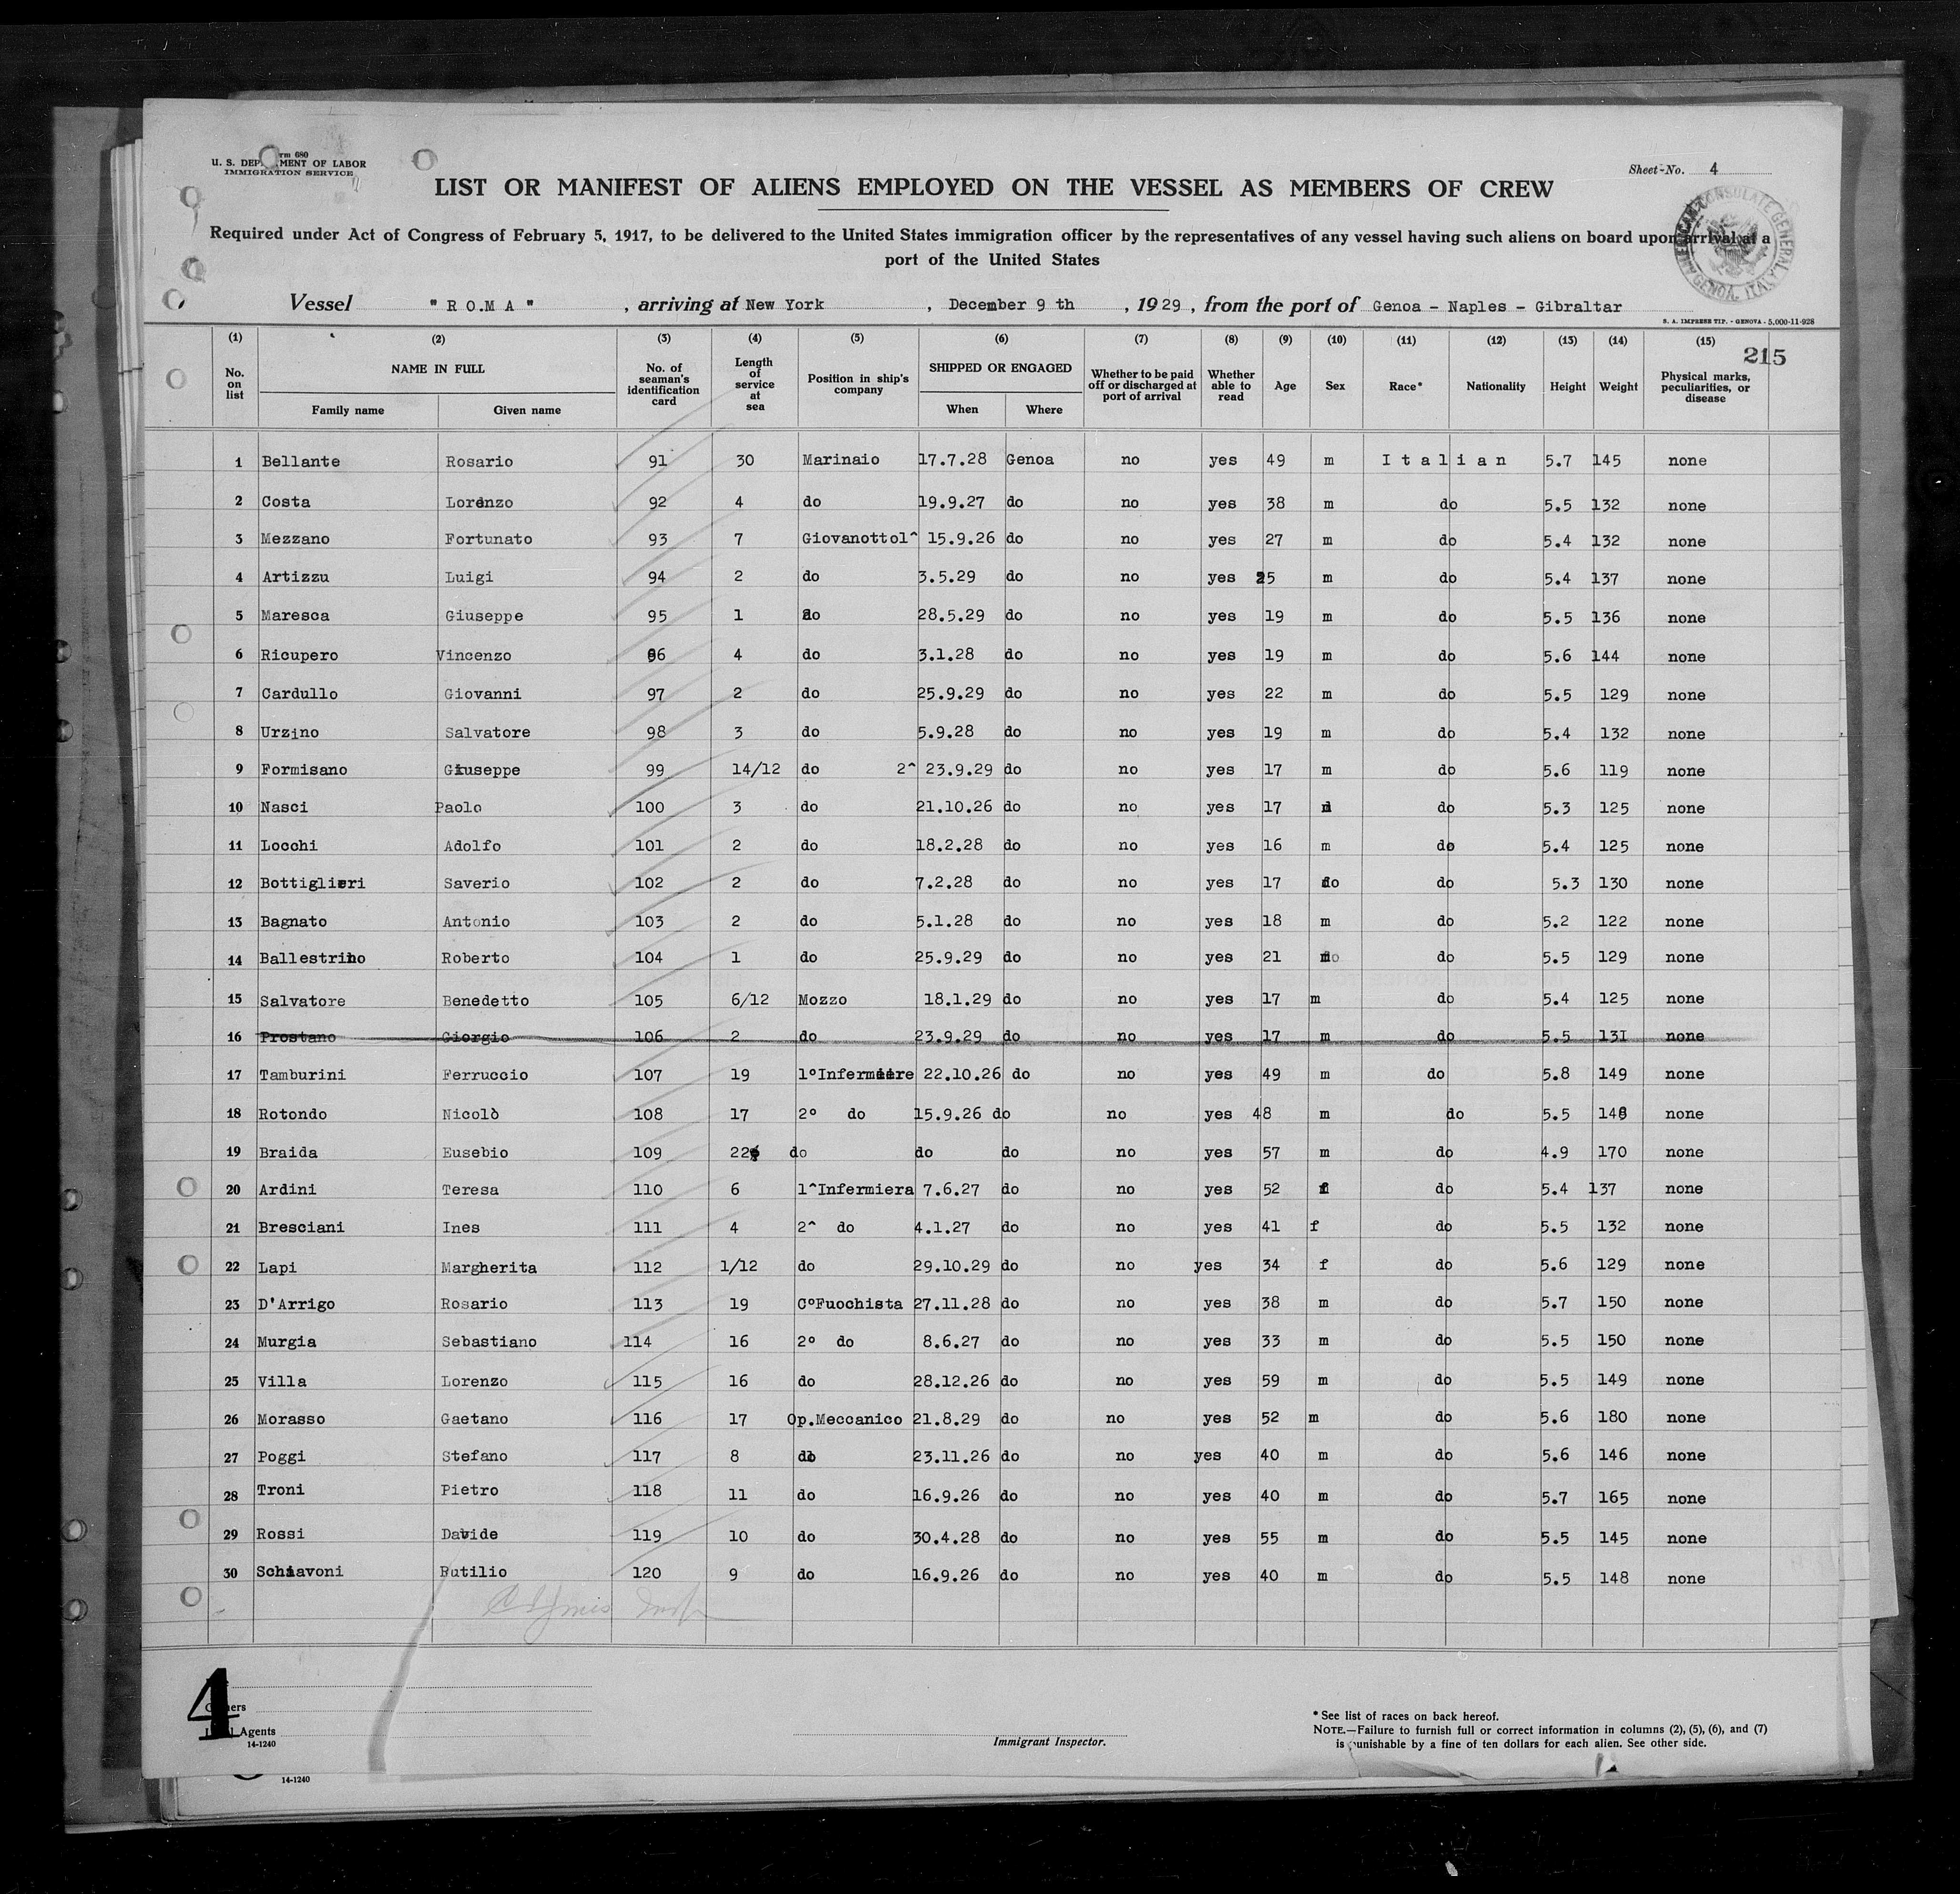 Form 680
U. S. DEPARTMENT OF LABOR
IMMIGRATION SERVICE
Sheet No. 4
LIST OR MANIFEST OF ALIENS EMPLOYED ON THE VESSEL AS MEMBERS OF CREW
Required under Act of Congress of February 5, 1917, to be delivered to the United States immigration officer by the representatives of any vessel having such aliens on board upon arrival at a
port of the United States
AMERICAN CONSULATE GENERAL GENOA, ITALY
Vessel "ROMA", arriving at New York, December 9 th, 1929, from the port of Genoa - Naples - Gibraltar
S. A. IMPRESE TIP. - GENOVA - 5,000-11-928
215
(1) (2) (3) (4) (5) (6) (7) (8) (9) (10) (11) (12) (13) (14) (15)
No. on list NAME IN FULL Family name Given name No. of seaman's identification card Length of service at sea Position in ship's company SHIPPED OR ENGAGED When Where Whether to be paid off or discharged at port of arrival Whether able to read Age Sex Race* Nationality Height Weight Physical marks, peculiarities, or disease
1 Bellante Rosario 91 30 Marinaio 17.7.28 Genoa no yes 49 m Italian 5.7 145 none
2 Costa Lorenzo 92 4 do 19.9.27 do no yes 38 m do 5.5 132 none
3 Mezzano Fortunato 93 7 Giovanotto1^ 15.9.26 do no yes 27 m do 5.4 132 none
4 Artizzu Luigi 94 2 do 3.5.29 do no yes 25 m do 5.4 137 none
5 Maresca Giuseppe 95 1 do 28.5.29 do no yes 19 m do 5.5 136 none
6 Ricupero Vincenzo 96 4 do 3.1.28 do no yes 19 m do 5.6 144 none
7 Cardullo Giovanni 97 2 do 25.9.29 do no yes 22 m do 5.5 129 none
8 Urzino Salvatore 98 3 do 5.9.28 do no yes 19 m do 5.4 132 none
9 Formisano Giuseppe 99 14/12 do 2^ 23.9.29 do no yes 17 m do 5.6 119 none
10 Nasci Paolo 100 3 do 21.10.26 do no yes 17 m do 5.3 125 none
11 Locchi Adolfo 101 2 do 18.2.28 do no yes 16 m do 5.4 125 none
12 Bottiglieri Saverio 102 2 do 7.2.28 do no yes 17 do do 5.3 130 none
13 Bagnato Antonio 103 2 do 5.1.28 do no yes 18 m do 5.2 122 none
14 Ballestrino Roberto 104 1 do 25.9.29 do no yes 21 do do 5.5 129 none
15 Salvatore Benedetto 105 6/12 Mozzo 18.1.29 do no yes 17 m do 5.4 125 none
16 Prostano Giorgio 106 2 do 23.9.29 do no yes 17 m do 5.5 131 none
17 Tamburini Ferruccio 107 19 1°Infermiere 22.10.26 do no yes 49 m do 5.8 149 none
18 Rotondo Nicolò 108 17 2° do 15.9.26 do no yes 48 m do 5.5 148 none
19 Braida Eusebio 109 22 do do do no yes 57 m do 4.9 170 none
20 Ardini Teresa 110 6 1^Infermiera 7.6.27 do no yes 52 f do 5.4 137 none
21 Bresciani Ines 111 4 2^ do 4.1.27 do no yes 41 f do 5.5 132 none
22 Lapi Margherita 112 1/12 do 29.10.29 do no yes 34 f do 5.6 129 none
23 D'Arrigo Rosario 113 19 C°Fuochista 27.11.28 do no yes 38 m do 5.7 150 none
24 Murgia Sebastiano 114 16 2° do 8.6.27 do no yes 33 m do 5.5 150 none
25 Villa Lorenzo 115 16 do 28.12.26 do no yes 59 m do 5.5 149 none
26 Morasso Gaetano 116 17 Op.Meccanico 21.8.29 do no yes 52 m do 5.6 180 none
27 Poggi Stefano 117 8 do 23.11.26 do no yes 40 m do 5.6 146 none
28 Troni Pietro 118 11 do 16.9.26 do no yes 40 m do 5.7 165 none
29 Rossi Davide 119 10 do 30.4.28 do no yes 55 m do 5.5 145 none
30 Schiavoni Rutilio 120 9 do 16.9.26 do no yes 40 m do 5.5 148 none
4
Owners
Local Agents
14-1240
Immigrant Inspector.
* See list of races on back hereof.
NOTE.—Failure to furnish full or correct information in columns (2), (5), (6), and (7)
is punishable by a fine of ten dollars for each alien. See other side.
14-1240